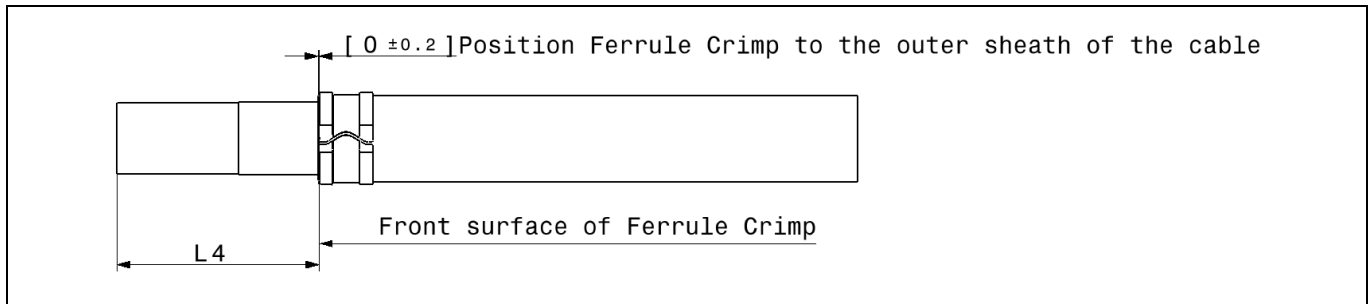 [ 0 ±0.2 ]Position Ferrule Crimp to the outer sheath of the cable
Front surface of Ferrule Crimp
L4